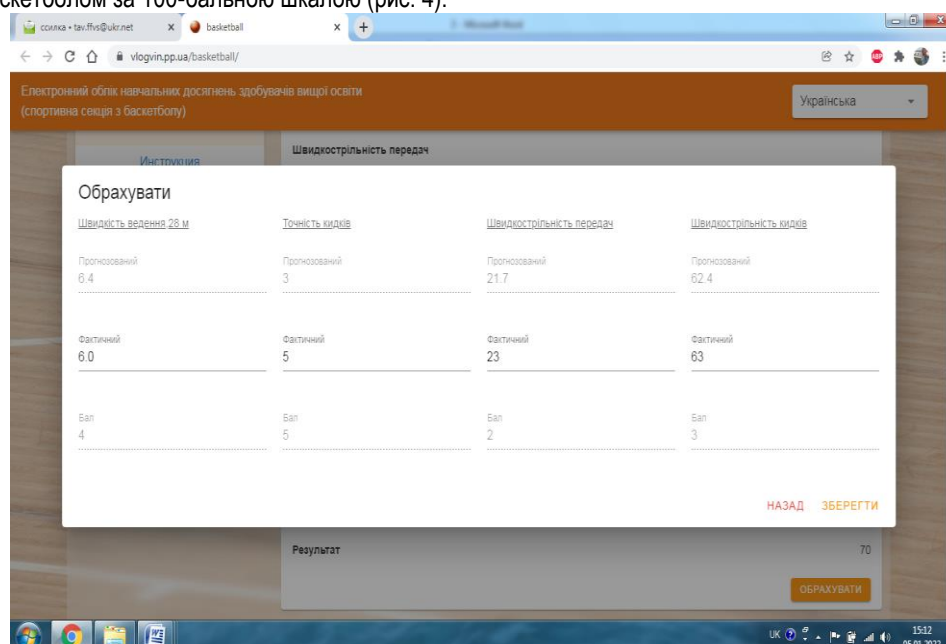 скетболом за 100-бальною шкалою (рис. 4).
ссилка • tav.ffvs@ukr.net x basketball x +
vlogvin.pp.ua/basketball/
Електронний облік навчальних досягнень здобувачів вищої освіти
(спортивна секція з баскетболу)
Українська
Швидкострільність передач
Инструкция
Обрахувати
Швидкість ведення 28 м Точність кидків Швидкострільність передач Швидкострільність кидків
Прогнозований Прогнозований Прогнозований Прогнозований
6.4 3 21.7 62.4
Фактичний Фактичний Фактичний Фактичний
6.0 5 23 63
Бал Бал Бал Бал
4 5 2 3
НАЗАД ЗБЕРЕГТИ
Результат 70
ОБРАХУВАТИ
UK 15:12